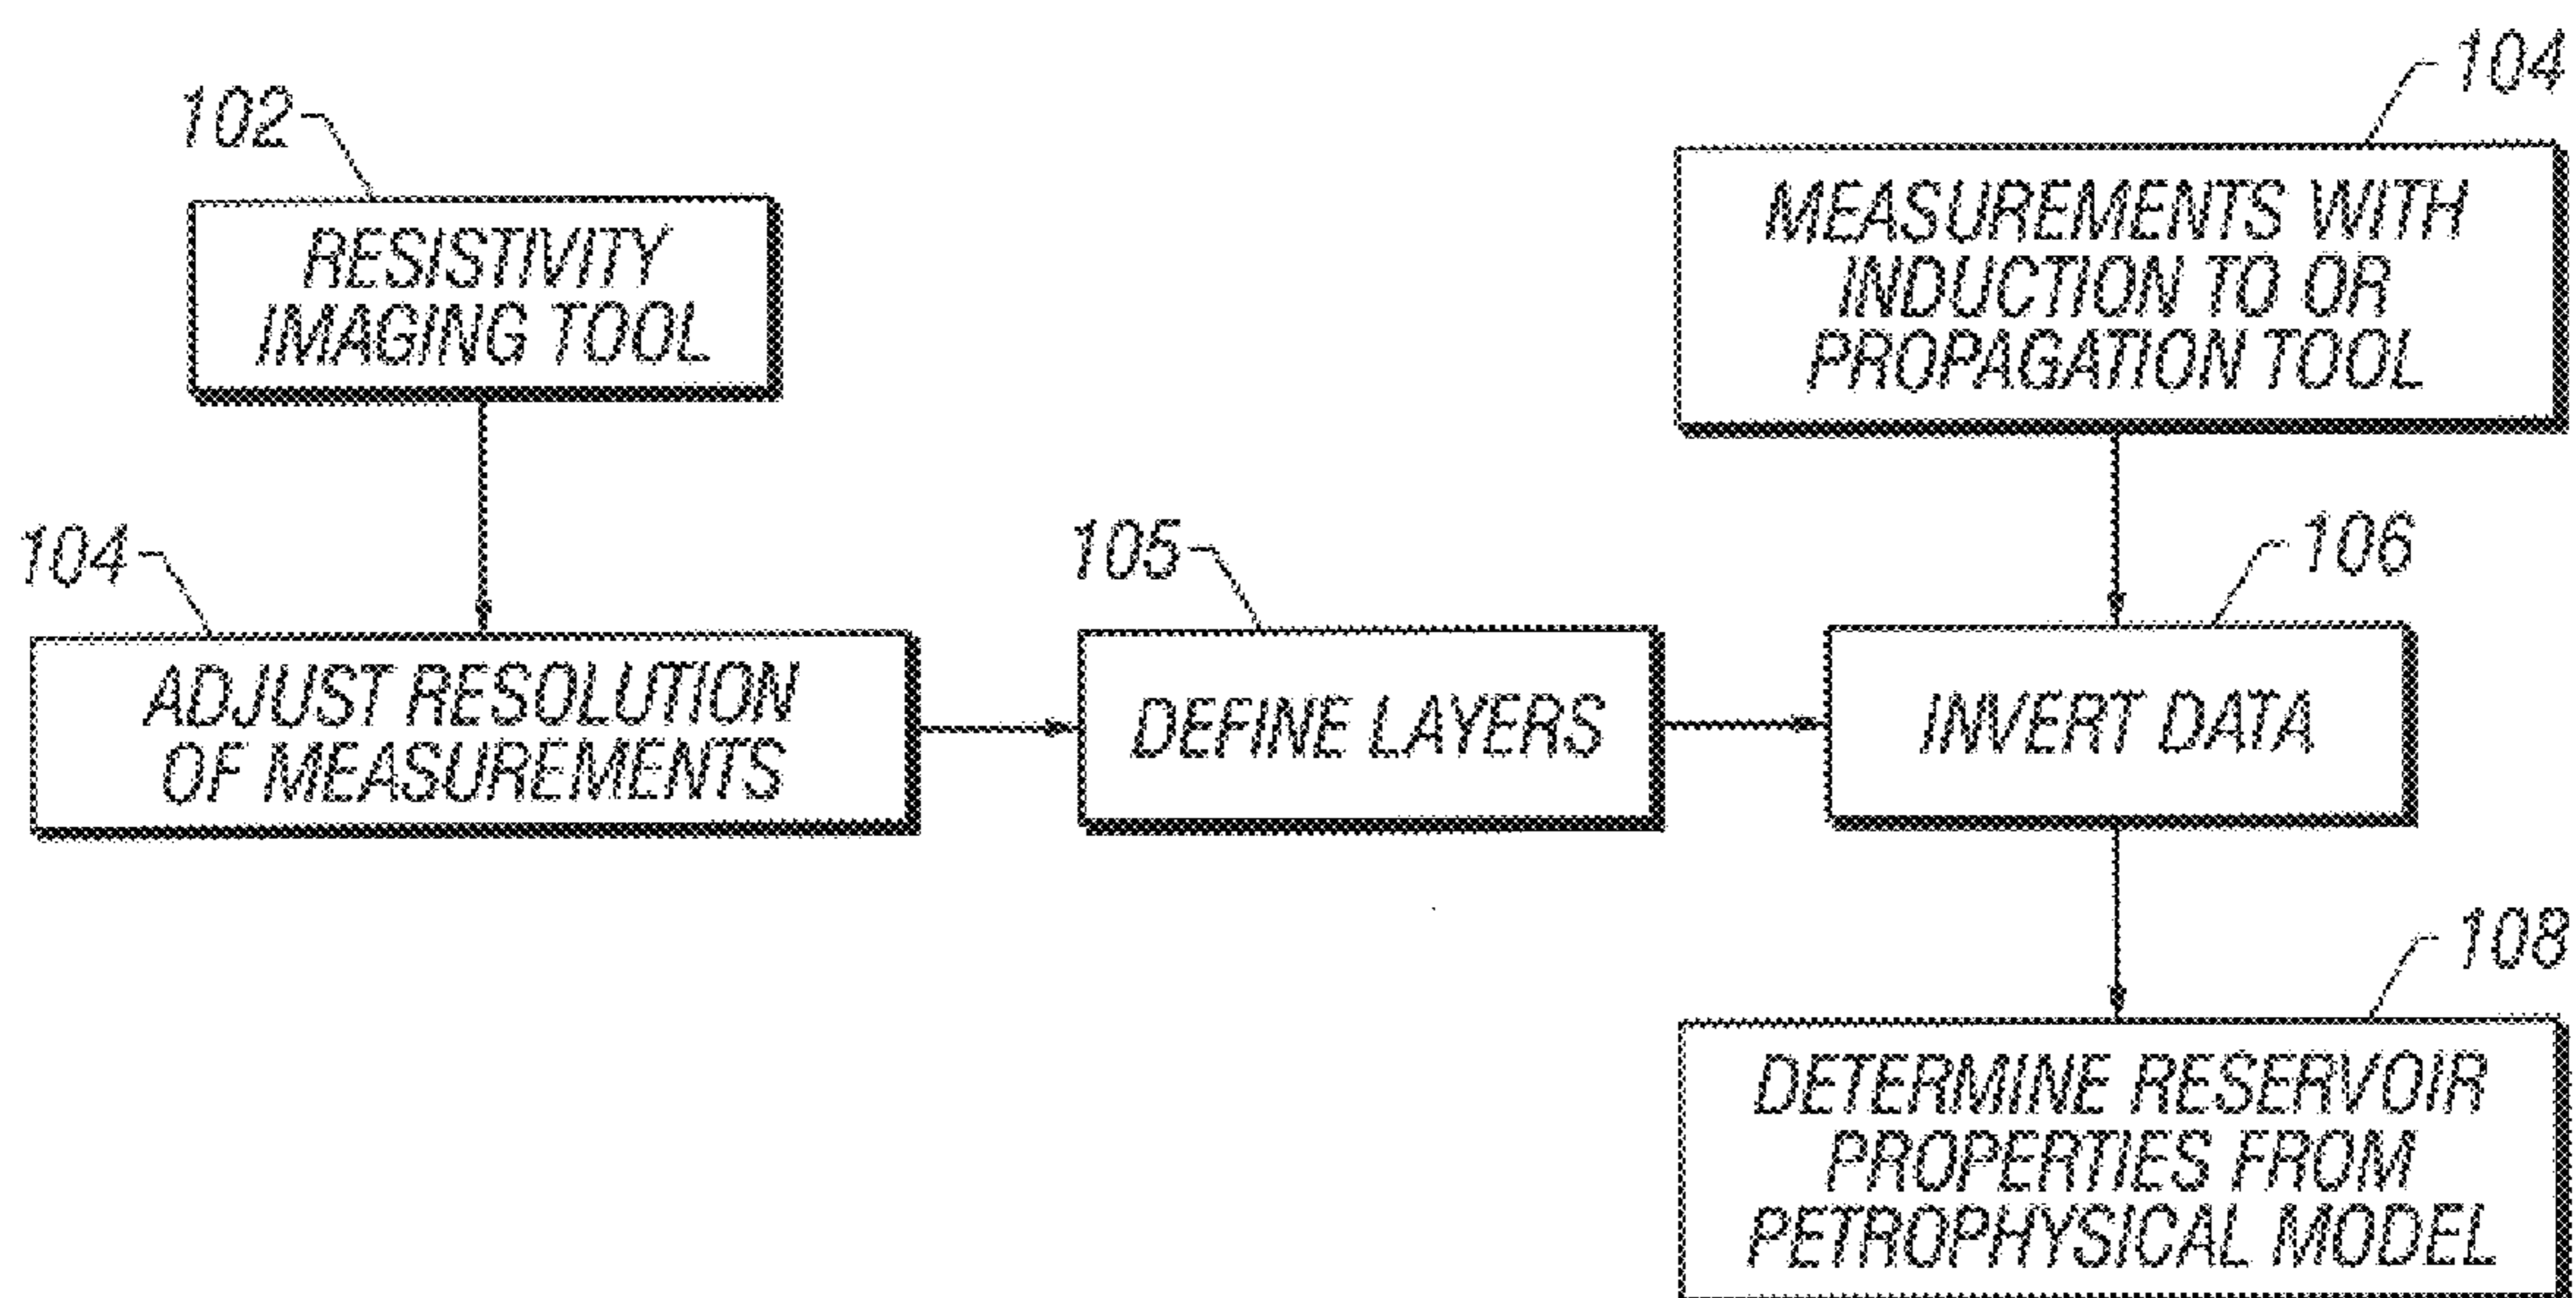 102
RESISTIVITY
IMAGING TOOL
104
MEASUREMENTS WITH
INDUCTION TO OR
PROPAGATION TOOL
104
ADJUST RESOLUTION
OF MEASUREMENTS
105
DEFINE LAYERS
106
INVERT DATA
108
DETERMINE RESERVOIR
PROPERTIES FROM
PETROPHYSICAL MODEL